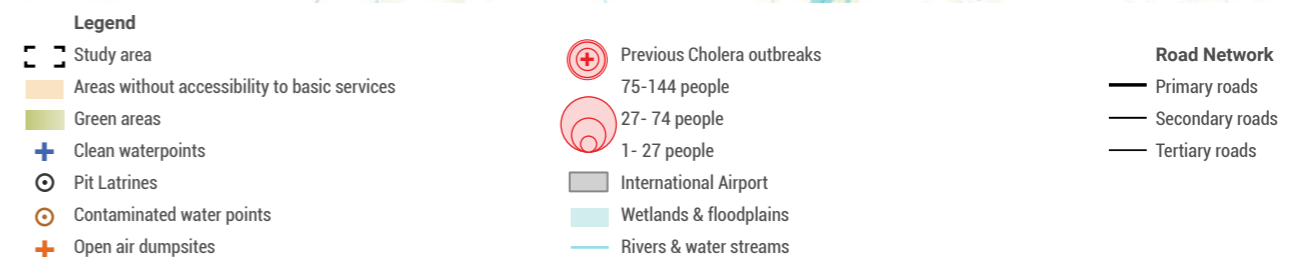 Legend
Study area
Areas without accessibility to basic services
Green areas
Clean waterpoints
Pit Latrines
Contaminated water points
Open air dumpsites
Previous Cholera outbreaks
75-144 people
27- 74 people
1- 27 people
International Airport
Wetlands & floodplains
Rivers & water streams
Road Network
Primary roads
Secondary roads
Tertiary roads